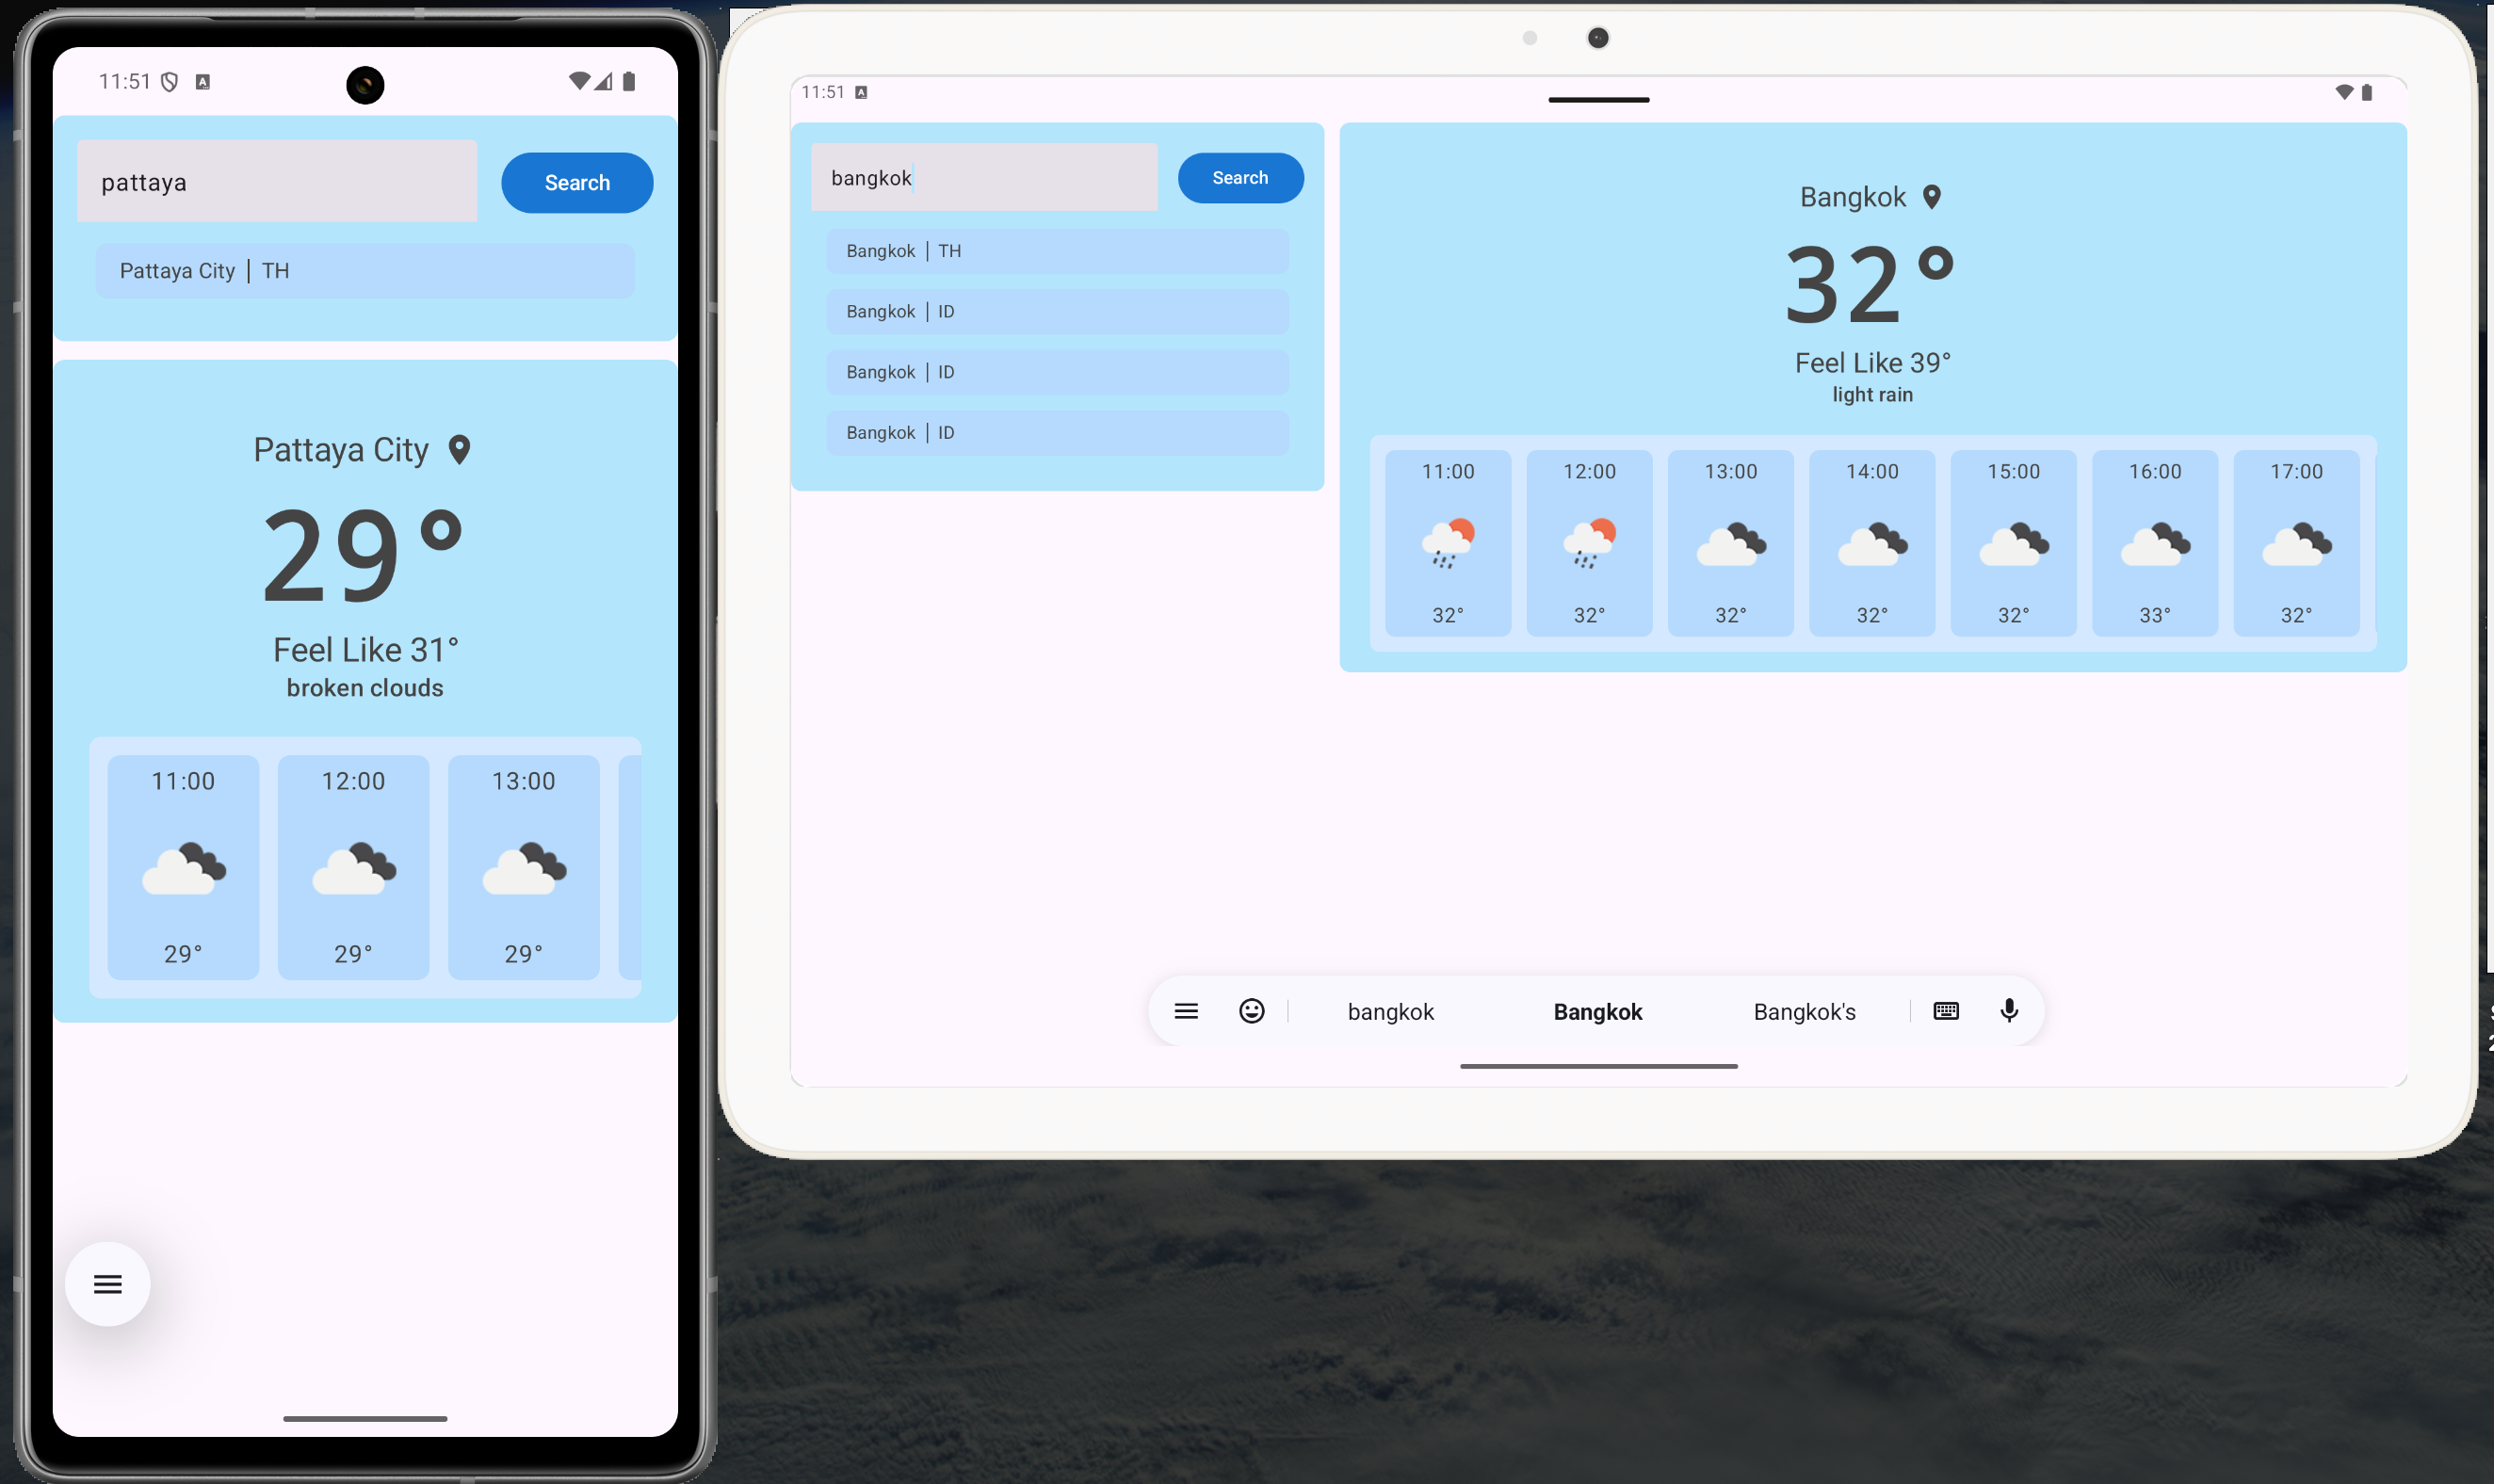 11:51
pattaya
Search
Pattaya City | TH
Pattaya City
29°
Feel Like 31°
broken clouds
11:00 12:00 13:00
29° 29° 29°
11:51
bangkok
Search
Bangkok | TH
Bangkok | ID
Bangkok | ID
Bangkok | ID
Bangkok
32°
Feel Like 39°
light rain
11:00 12:00 13:00 14:00 15:00 16:00 17:00
32° 32° 32° 32° 32° 33° 32°
bangkok Bangkok Bangkok's